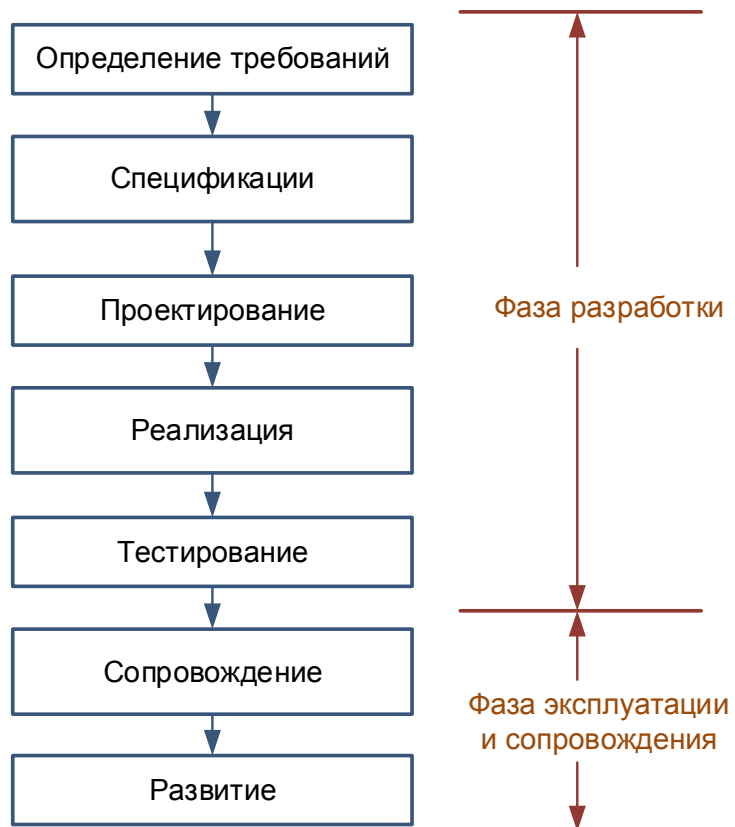 Определение требований
Спецификации
Проектирование
Фаза разработки
Реализация
Тестирование
Сопровождение
Фаза эксплуатации
и сопровождения
Развитие